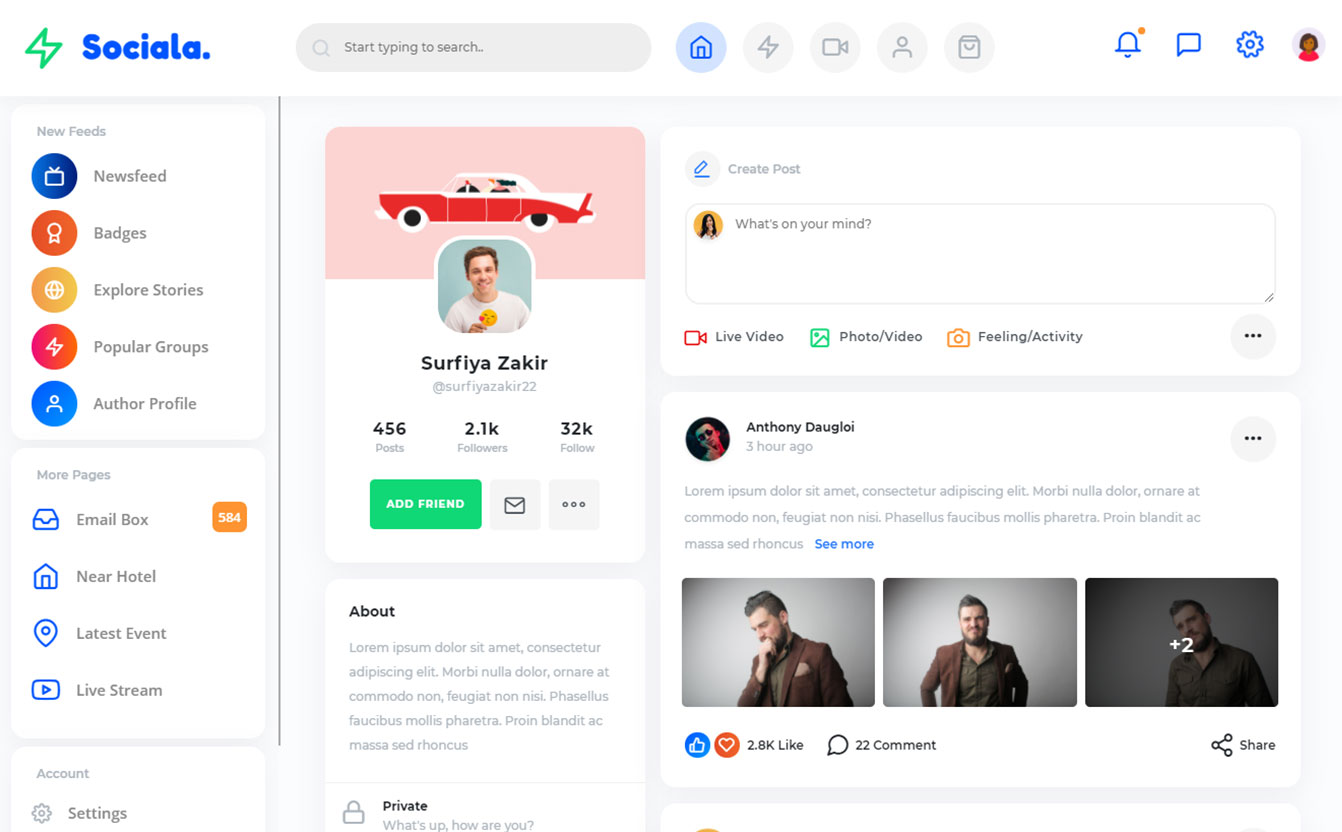 Sociala.
Start typing to search..
New Feeds
Newsfeed
Badges
Explore Stories
Popular Groups
Author Profile
More Pages
Email Box
584
Near Hotel
Latest Event
Live Stream
Account
Settings
Surfiya Zakir
@surfiyazakir22
456 2.1k 32k
Posts Followers Follow
ADD FRIEND
About
Lorem ipsum dolor sit amet, consectetur
adipiscing elit. Morbi nulla dolor, ornare at
commodo non, feugiat non nisi. Phasellus
faucibus mollis pharetra. Proin blandit ac
massa sed rhoncus
Private
What's up, how are you?
Create Post
What's on your mind?
Live Video Photo/Video Feeling/Activity
Anthony Daugloi
3 hour ago
Lorem ipsum dolor sit amet, consectetur adipiscing elit. Morbi nulla dolor, ornare at
commodo non, feugiat non nisi. Phasellus faucibus mollis pharetra. Proin blandit ac
massa sed rhoncus See more
+2
2.8K Like 22 Comment Share